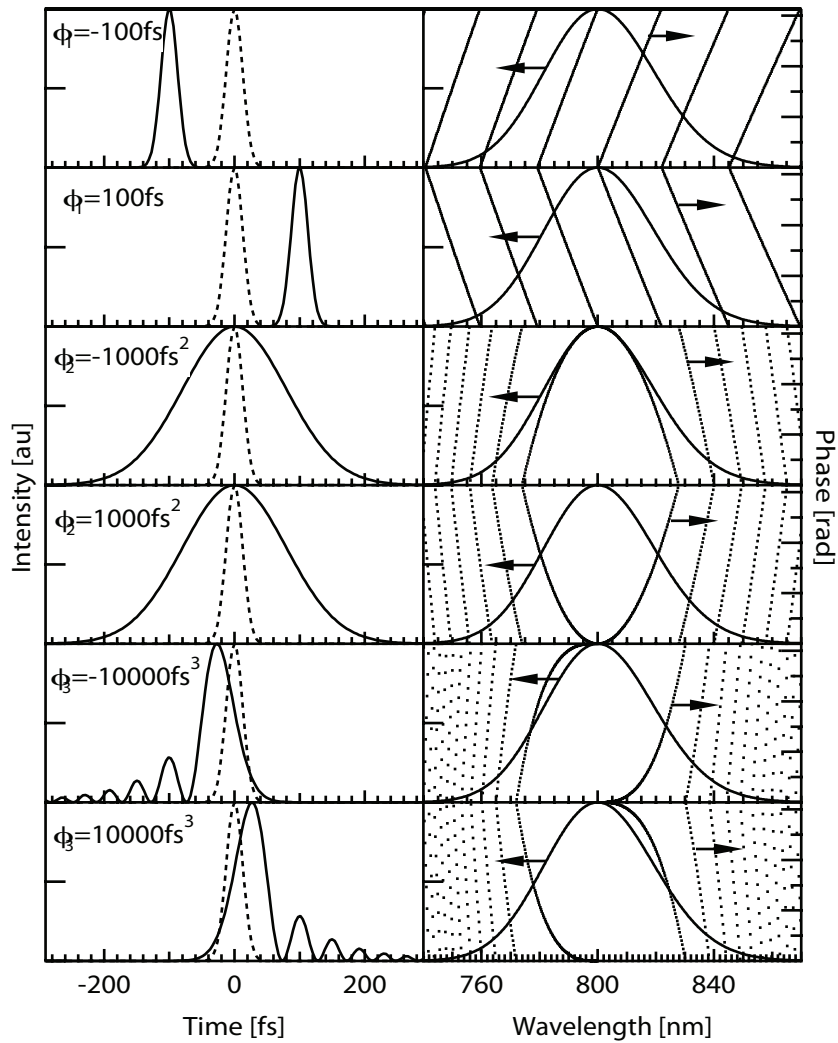 ϕ₁=-100fs
ϕ₁=100fs
ϕ₂=-1000fs²
ϕ₂=1000fs²
ϕ₃=-10000fs³
ϕ₃=10000fs³
Intensity [au]
Phase [rad]
-200 0 200
760 800 840
Time [fs]
Wavelength [nm]